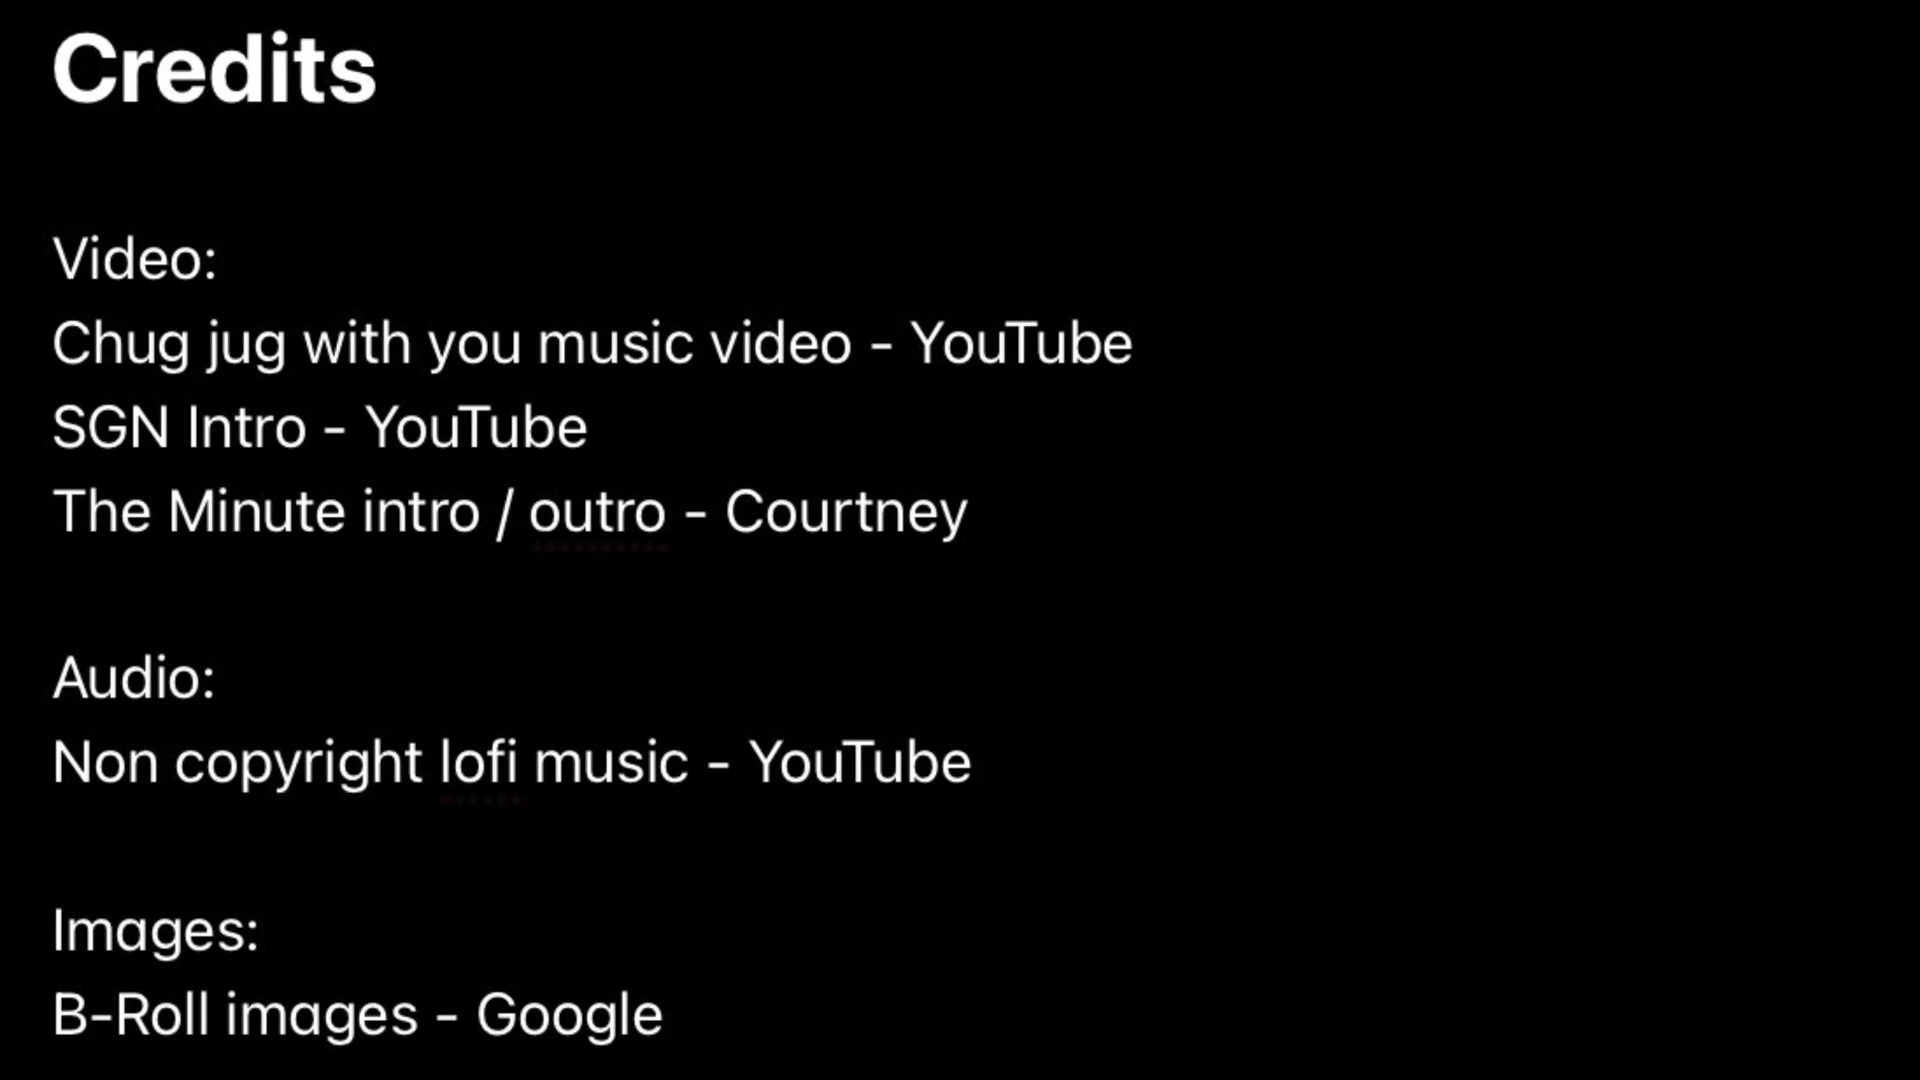 Credits
Video:
Chug jug with you music video - YouTube
SGN Intro - YouTube
The Minute intro / outro - Courtney
Audio:
Non copyright lofi music - YouTube
Images:
B-Roll images - Google